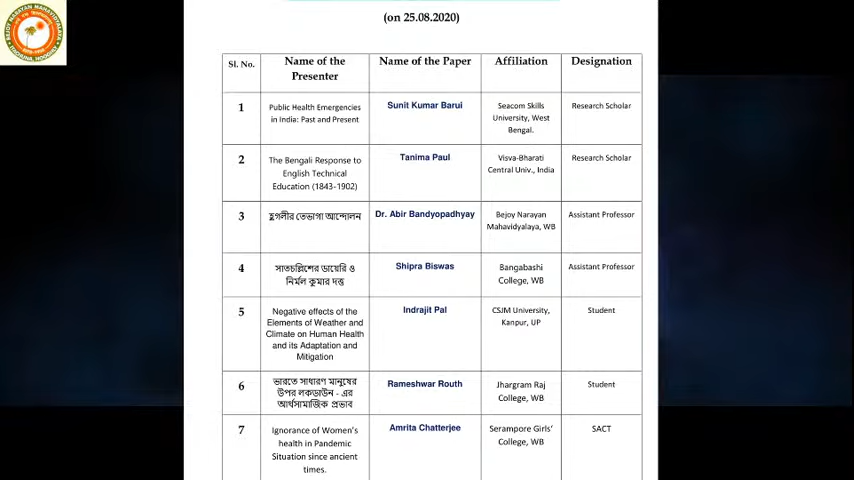 (on 25.08.2020)
Sl. No.
Name of the
Presenter
Name of the Paper
Affiliation
Designation
1
Public Health Emergencies
in India: Past and Present
Sunit Kumar Barui
Seacom Skills
University, West
Bengal.
Research Scholar
2
The Bengali Response to
English Technical
Education (1843-1902)
Tanima Paul
Visva-Bharati
Central Univ., India
Research Scholar
3
হুগলীর তেভাগা আন্দোলন
Dr. Abir Bandyopadhyay
Bejoy Narayan
Mahavidyalaya, WB
Assistant Professor
4
সাতচল্লিশের ডায়েরি ও
নির্মল কুমার দত্ত
Shipra Biswas
Bangabashi
College, WB
Assistant Professor
5
Negative effects of the
Elements of Weather and
Climate on Human Health
and its Adaptation and
Mitigation
Indrajit Pal
CSJM University,
Kanpur, UP
Student
6
ভারতে সাধারণ মানুষের
উপর লকডাউন - এর
আর্থসামাজিক প্রভাব
Rameshwar Routh
Jhargram Raj
College, WB
Student
7
Ignorance of Women's
health in Pandemic
Situation since ancient
times.
Amrita Chatterjee
Serampore Girls'
College, WB
SACT